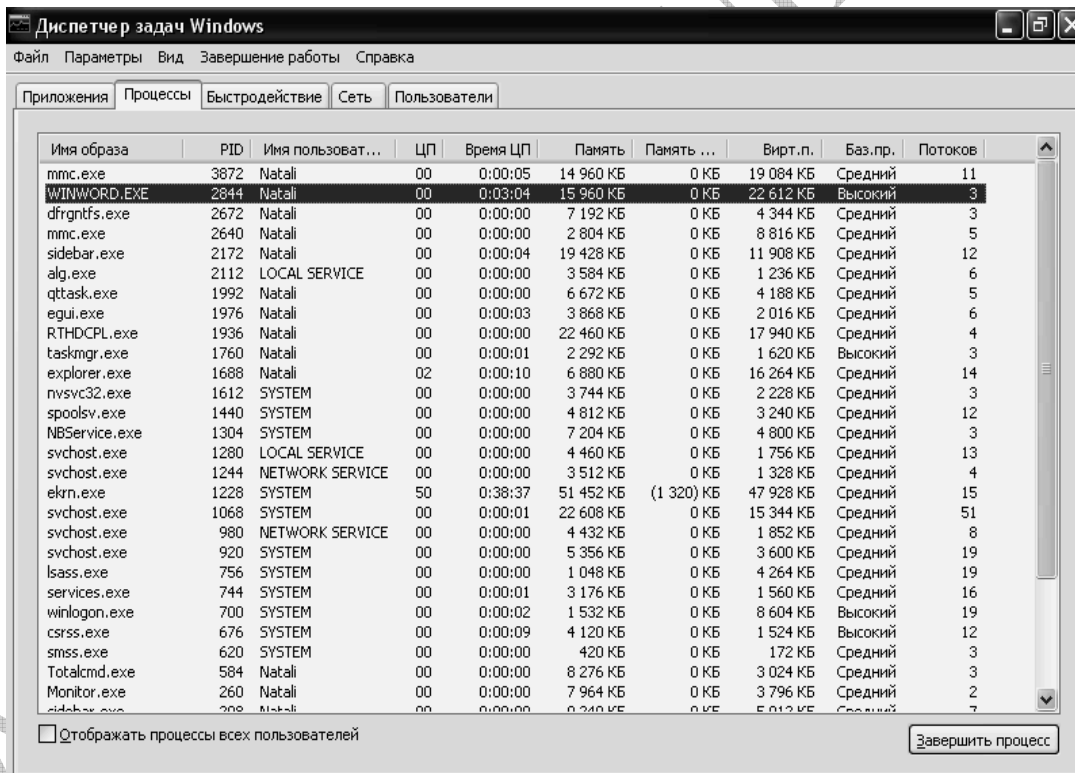 Диспетчер задач Windows
Файл Параметры Вид Завершение работы Справка
Приложения Процессы Быстродействие Сеть Пользователи
Имя образа PID Имя пользоват... ЦП Время ЦП Память Память ... Вирт.п. Баз.пр. Потоков
mmc.exe 3872 Natali 00 0:00:05 14 960 КБ 0 КБ 19 084 КБ Средний 11
WINWORD.EXE 2844 Natali 00 0:03:04 15 960 КБ 0 КБ 22 612 КБ Высокий 3
dfrgntfs.exe 2672 Natali 00 0:00:00 7 192 КБ 0 КБ 4 344 КБ Средний 3
mmc.exe 2640 Natali 00 0:00:00 2 804 КБ 0 КБ 8 816 КБ Средний 5
sidebar.exe 2172 Natali 00 0:00:04 19 428 КБ 0 КБ 11 908 КБ Средний 12
alg.exe 2112 LOCAL SERVICE 00 0:00:00 3 584 КБ 0 КБ 1 236 КБ Средний 6
qttask.exe 1992 Natali 00 0:00:00 6 672 КБ 0 КБ 4 188 КБ Средний 5
egui.exe 1976 Natali 00 0:00:03 3 868 КБ 0 КБ 2 016 КБ Средний 6
RTHDCPL.exe 1936 Natali 00 0:00:00 22 460 КБ 0 КБ 17 940 КБ Средний 4
taskmgr.exe 1760 Natali 00 0:00:01 2 292 КБ 0 КБ 1 620 КБ Высокий 3
explorer.exe 1688 Natali 02 0:00:10 6 880 КБ 0 КБ 16 264 КБ Средний 14
nvsvc32.exe 1612 SYSTEM 00 0:00:00 3 744 КБ 0 КБ 2 228 КБ Средний 3
spoolsv.exe 1440 SYSTEM 00 0:00:00 4 812 КБ 0 КБ 3 240 КБ Средний 12
NBService.exe 1304 SYSTEM 00 0:00:00 7 204 КБ 0 КБ 4 800 КБ Средний 3
svchost.exe 1280 LOCAL SERVICE 00 0:00:00 4 460 КБ 0 КБ 1 756 КБ Средний 13
svchost.exe 1244 NETWORK SERVICE 00 0:00:00 3 512 КБ 0 КБ 1 328 КБ Средний 4
ekrn.exe 1228 SYSTEM 50 0:38:37 51 452 КБ (1 320) КБ 47 928 КБ Средний 15
svchost.exe 1068 SYSTEM 00 0:00:01 22 608 КБ 0 КБ 15 344 КБ Средний 51
svchost.exe 980 NETWORK SERVICE 00 0:00:00 4 432 КБ 0 КБ 1 852 КБ Средний 8
svchost.exe 920 SYSTEM 00 0:00:00 5 356 КБ 0 КБ 3 600 КБ Средний 19
lsass.exe 756 SYSTEM 00 0:00:00 1 048 КБ 0 КБ 4 264 КБ Средний 19
services.exe 744 SYSTEM 00 0:00:01 3 176 КБ 0 КБ 1 560 КБ Средний 16
winlogon.exe 700 SYSTEM 00 0:00:02 1 532 КБ 0 КБ 8 604 КБ Высокий 19
csrss.exe 676 SYSTEM 00 0:00:09 4 120 КБ 0 КБ 1 524 КБ Высокий 12
smss.exe 620 SYSTEM 00 0:00:00 420 КБ 0 КБ 172 КБ Средний 3
Totalcmd.exe 584 Natali 00 0:00:00 8 276 КБ 0 КБ 3 024 КБ Средний 3
Monitor.exe 260 Natali 00 0:00:00 7 964 КБ 0 КБ 3 796 КБ Средний 2
sidebar.exe Natali 00 0:00:00 0 КБ Средний
Отображать процессы всех пользователей
Завершить процесс